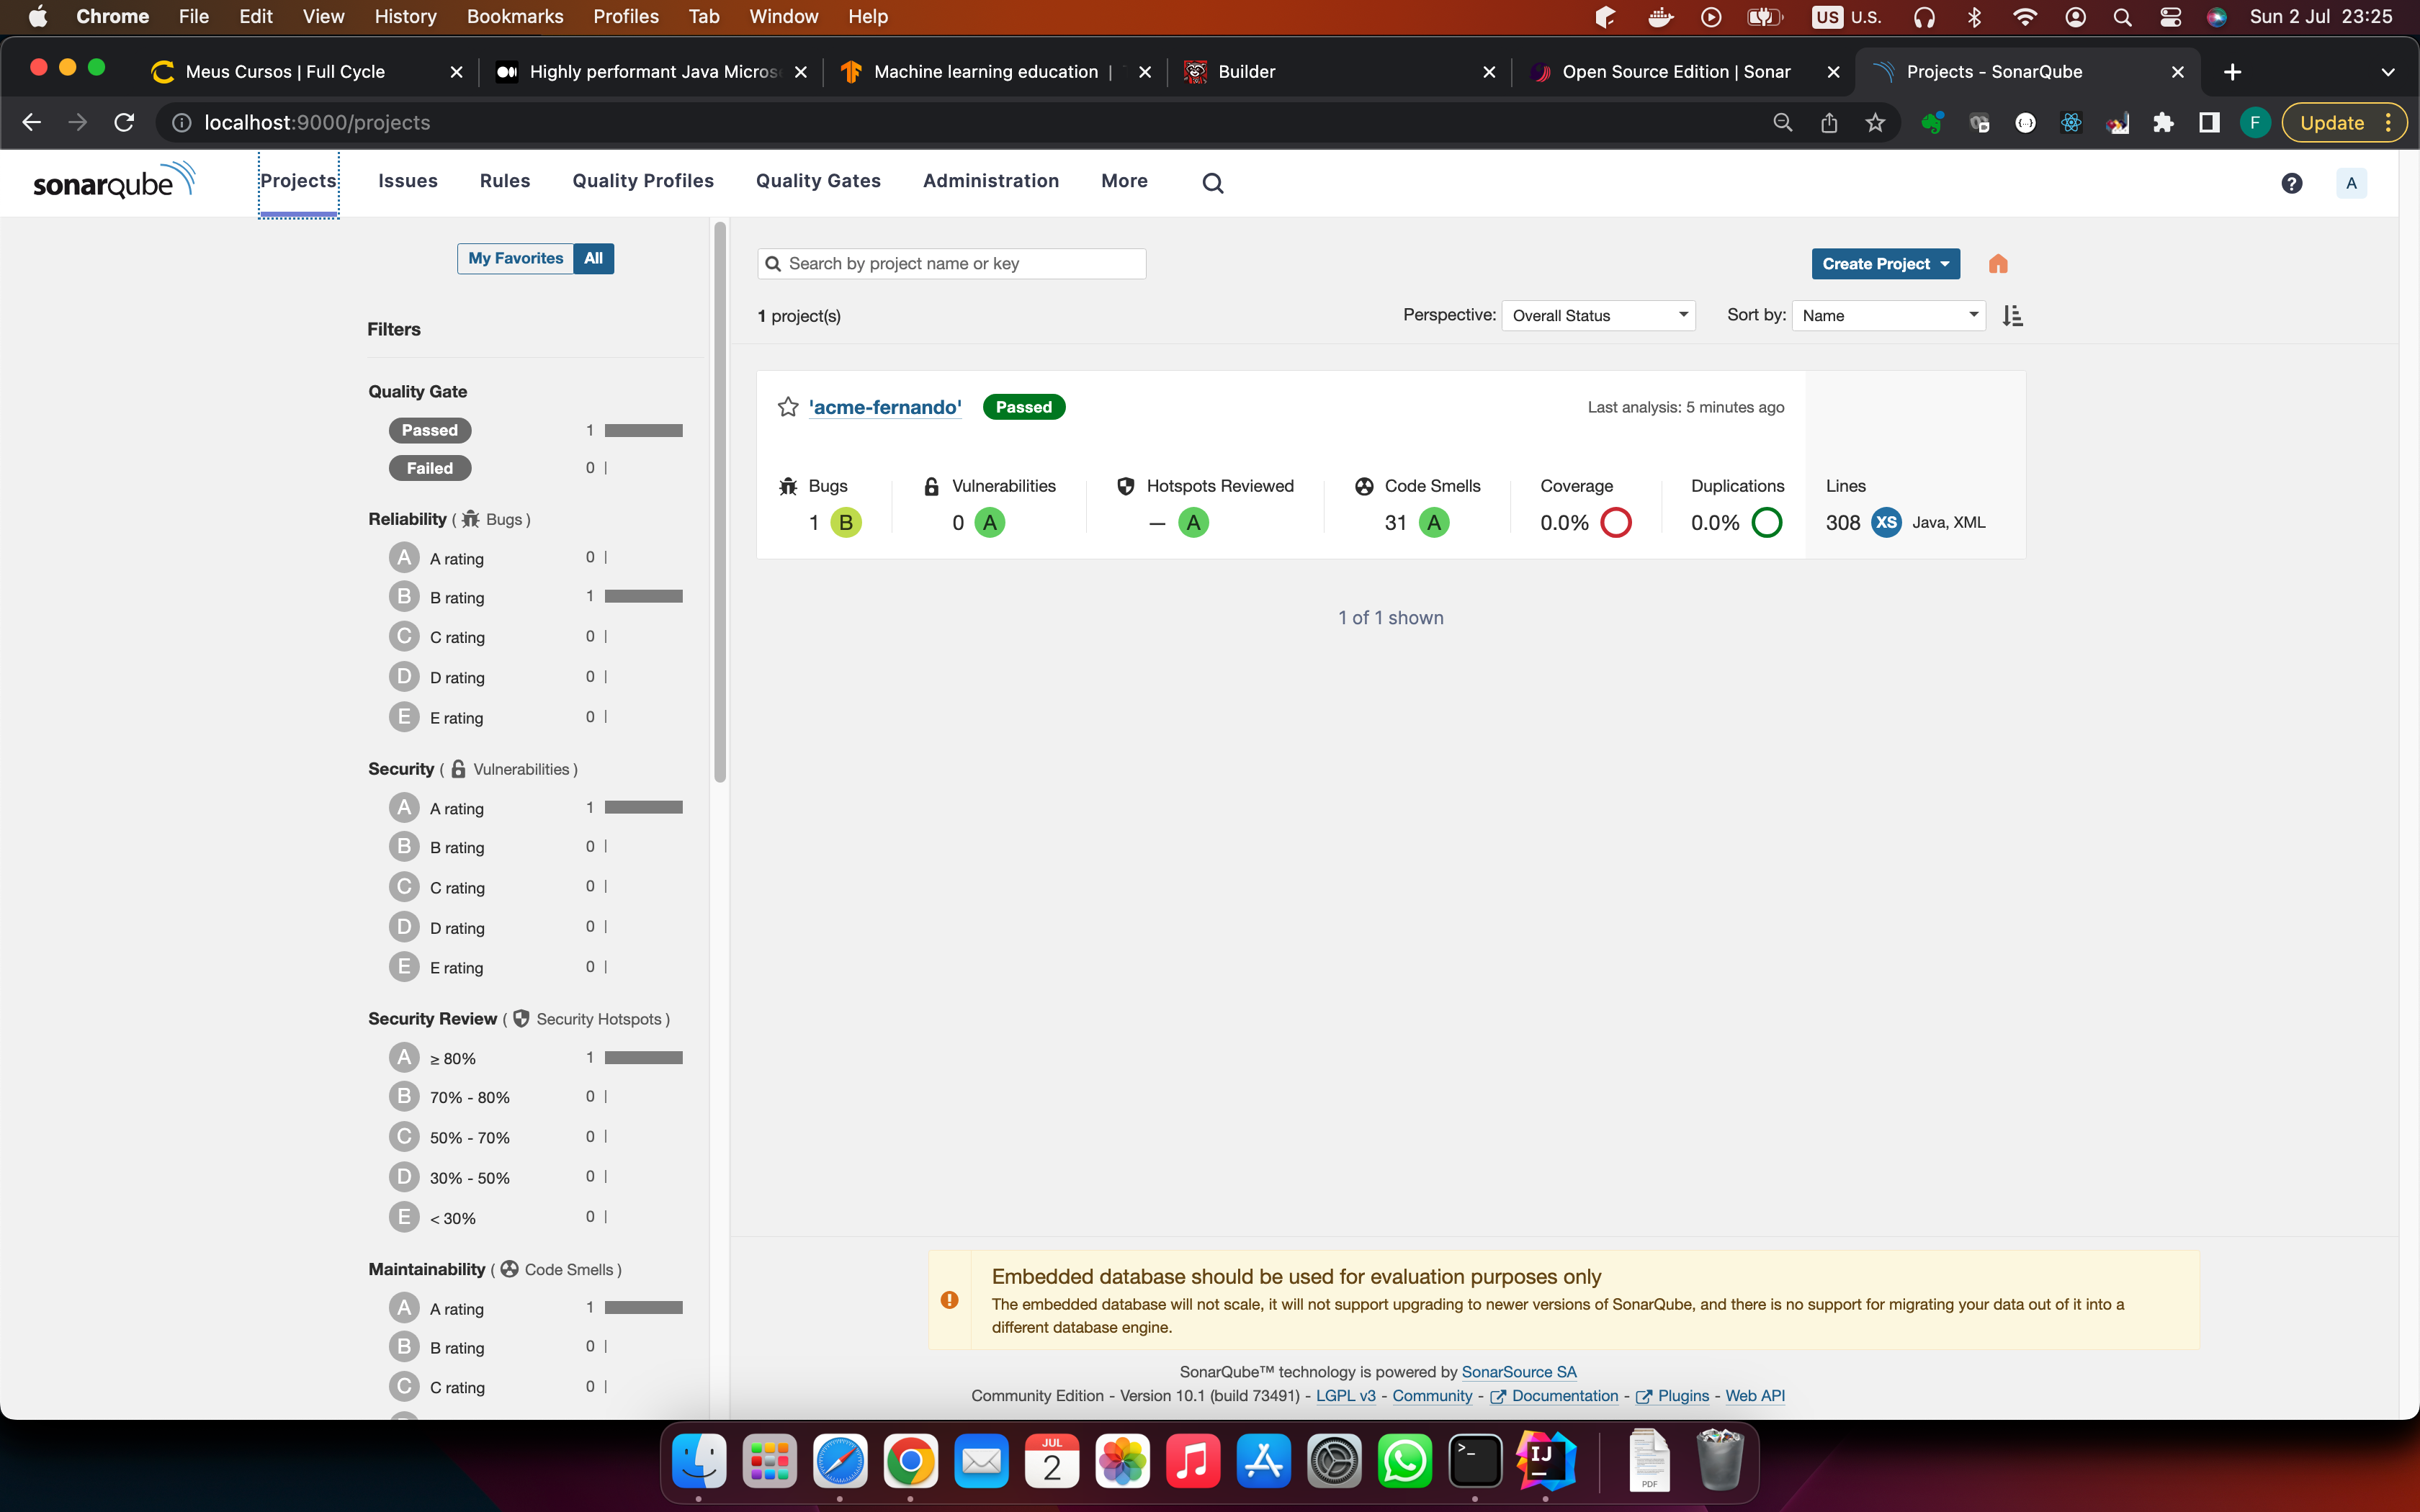 Chrome File Edit View History Bookmarks Profiles Tab Window Help US U.S. Sun 2 Jul 23:25
Meus Cursos | Full Cycle Highly performant Java Micros Machine learning education | Builder Open Source Edition | Sonar Projects - SonarQube
localhost:9000/projects F Update
sonarqube Projects Issues Rules Quality Profiles Quality Gates Administration More ? A
My Favorites All
Search by project name or key Create Project
1 project(s) Perspective: Overall Status Sort by: Name
Filters
Quality Gate
Passed 1
Failed 0
Reliability ( Bugs )
A A rating 0
B B rating 1
C C rating 0
D D rating 0
E E rating 0
Security ( Vulnerabilities )
A A rating 1
B B rating 0
C C rating 0
D D rating 0
E E rating 0
Security Review ( Security Hotspots )
A ≥ 80% 1
B 70% - 80% 0
C 50% - 70% 0
D 30% - 50% 0
E < 30% 0
Maintainability ( Code Smells )
A A rating 1
B B rating 0
C C rating 0
'acme-fernando' Passed Last analysis: 5 minutes ago
Bugs Vulnerabilities Hotspots Reviewed Code Smells Coverage Duplications Lines
1 B 0 A — A 31 A 0.0% 0.0% 308 XS Java, XML
1 of 1 shown
Embedded database should be used for evaluation purposes only
The embedded database will not scale, it will not support upgrading to newer versions of SonarQube, and there is no support for migrating your data out of it into a
different database engine.
SonarQube™ technology is powered by SonarSource SA
Community Edition - Version 10.1 (build 73491) - LGPL v3 - Community - Documentation - Plugins - Web API
JUL
2
>_
IJ
PDF